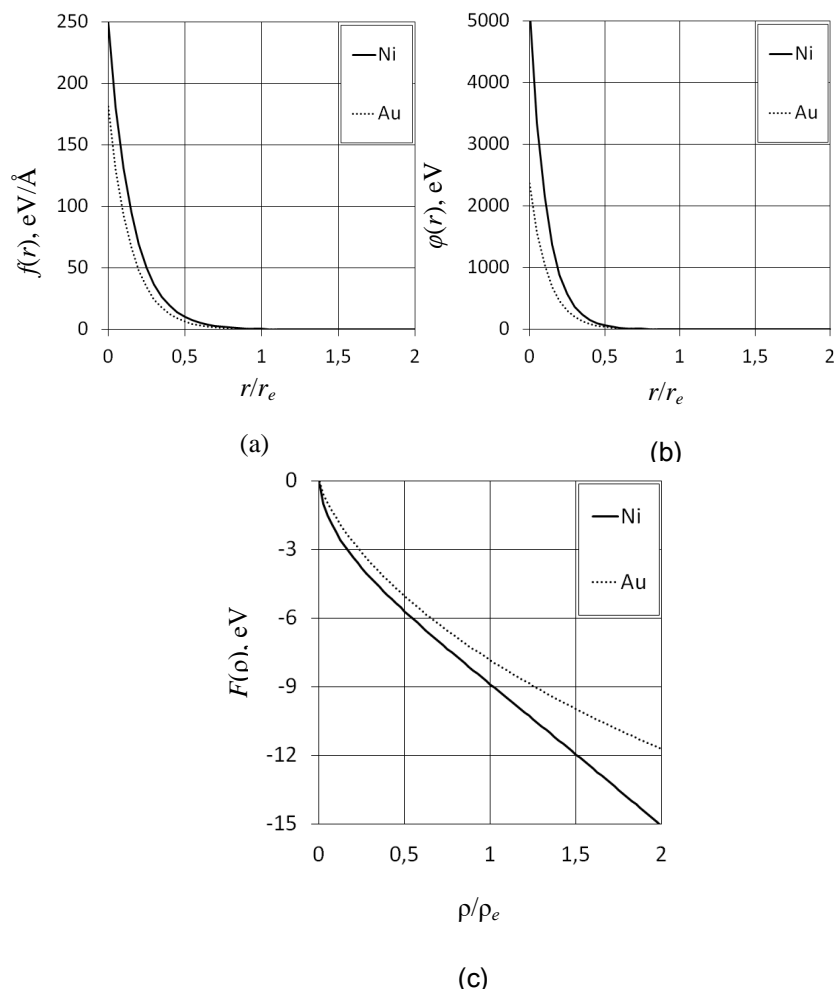 250
200
150
100
50
0
f(r), eV/Å
Ni
Au
0 0,5 1 1,5 2
r/rₑ
(a)
5000
4000
3000
2000
1000
0
φ(r), eV
Ni
Au
0 0,5 1 1,5 2
r/rₑ
(b)
0
-3
-6
-9
-12
-15
F(ρ), eV
Ni
Au
0 0,5 1 1,5 2
ρ/ρₑ
(c)